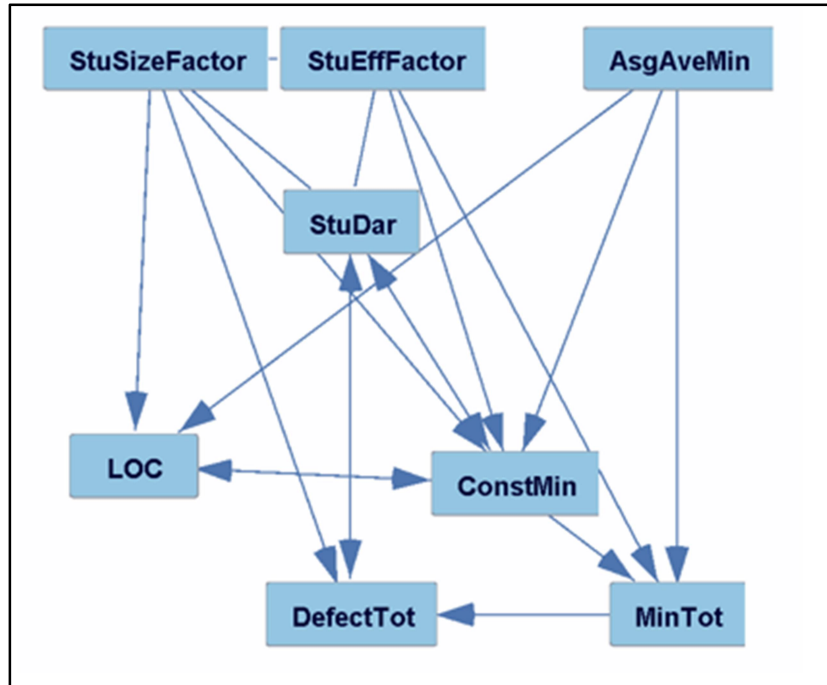 StuSizeFactor
StuEffFactor
AsgAveMin
StuDar
LOC
ConstMin
DefectTot
MinTot